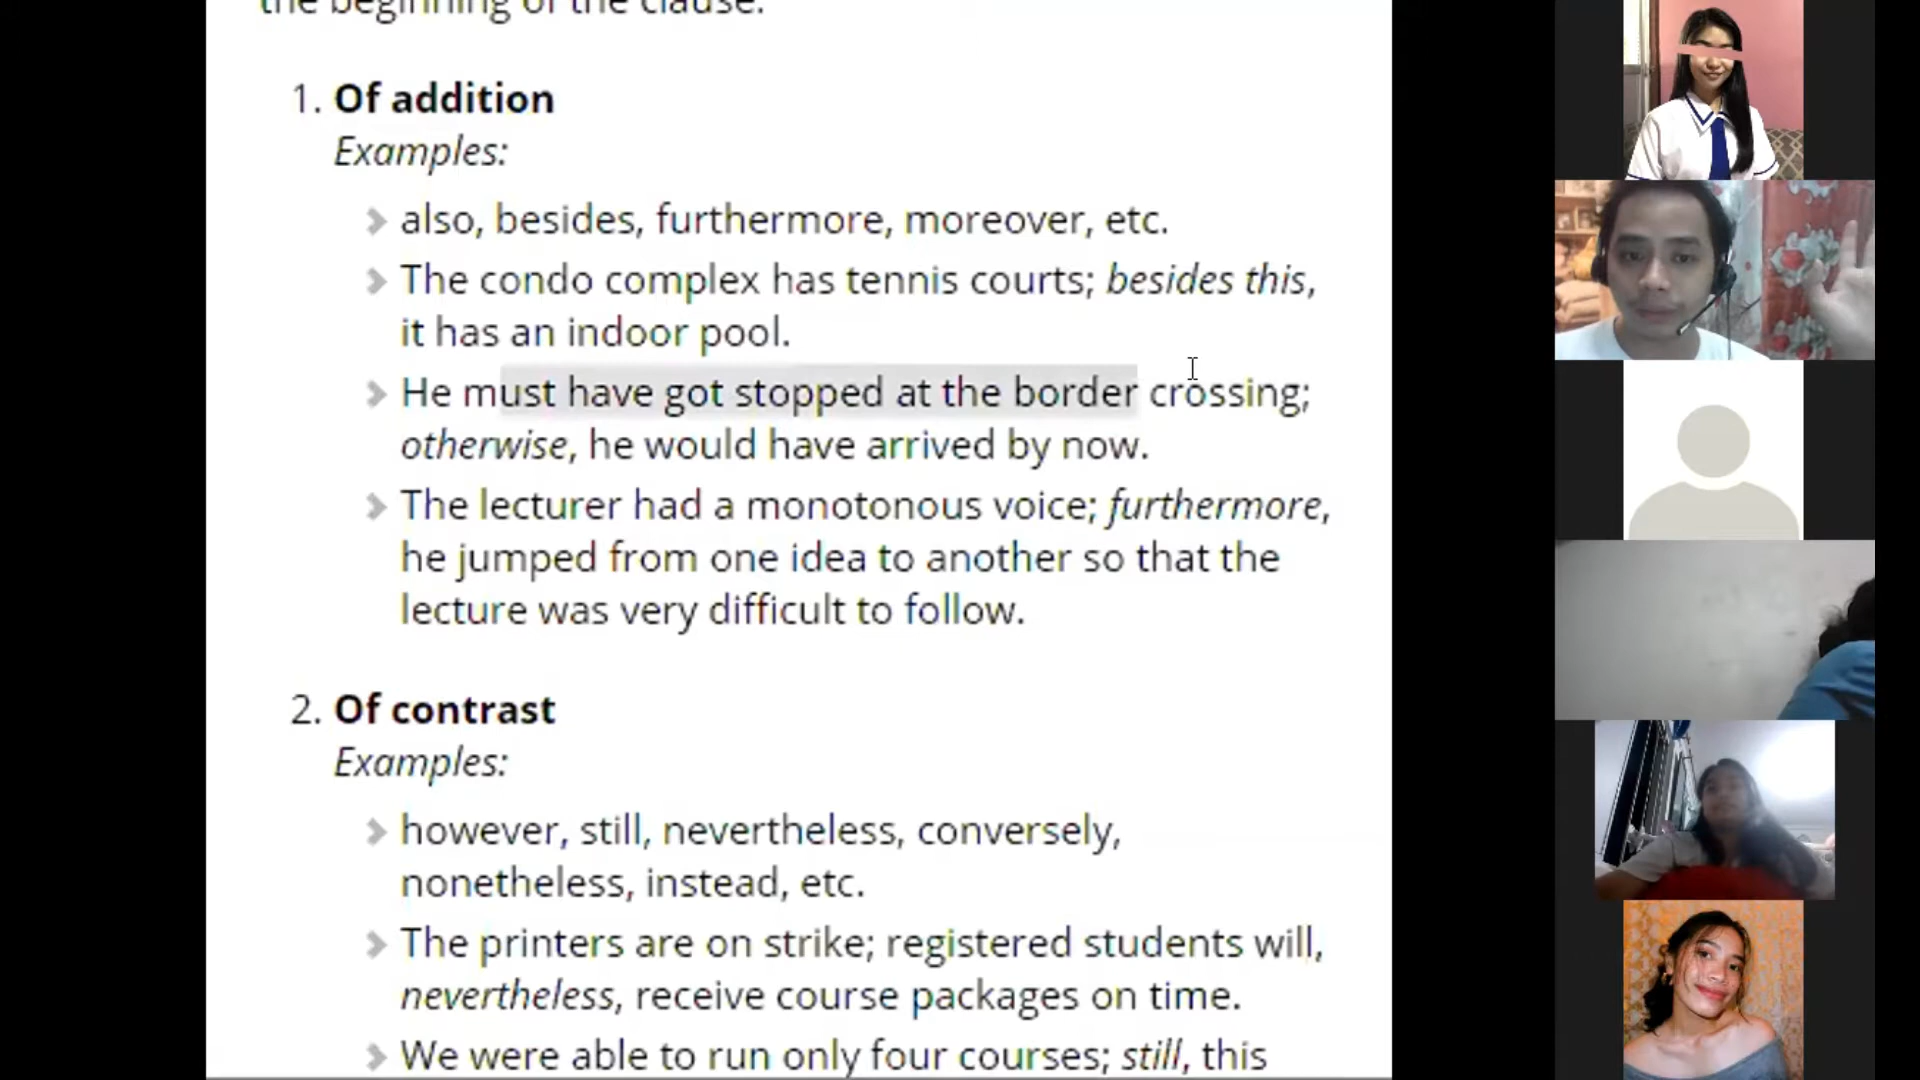 the beginning of the clause.
1. Of addition
Examples:
also, besides, furthermore, moreover, etc.
The condo complex has tennis courts; besides this,
it has an indoor pool.
He must have got stopped at the border crossing;
otherwise, he would have arrived by now.
The lecturer had a monotonous voice; furthermore,
he jumped from one idea to another so that the
lecture was very difficult to follow.
2. Of contrast
Examples:
however, still, nevertheless, conversely,
nonetheless, instead, etc.
The printers are on strike; registered students will,
nevertheless, receive course packages on time.
We were able to run only four courses; still, this